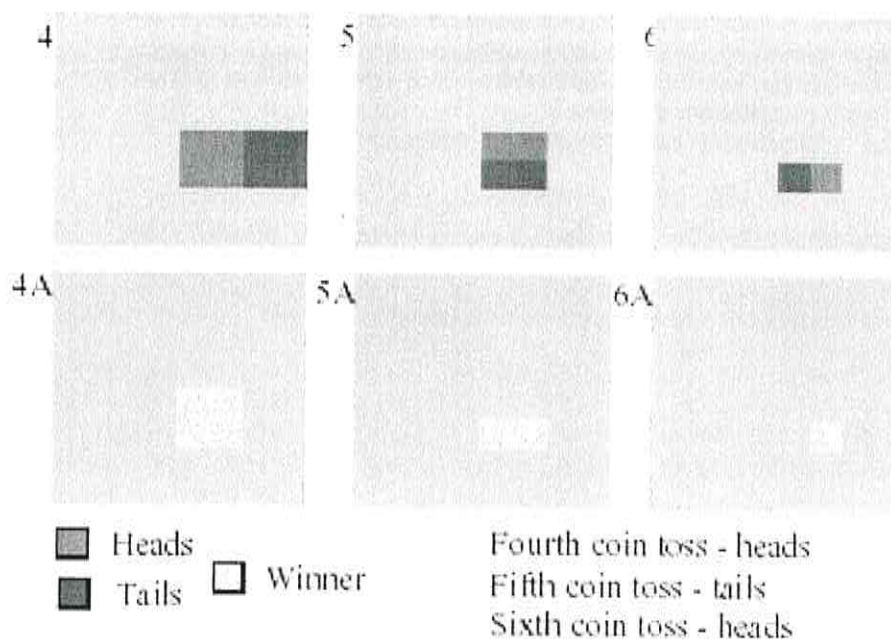 4 5 6
4A 5A 6A
Heads
Tails
Winner
Fourth coin toss - heads
Fifth coin toss - tails
Sixth coin toss - heads